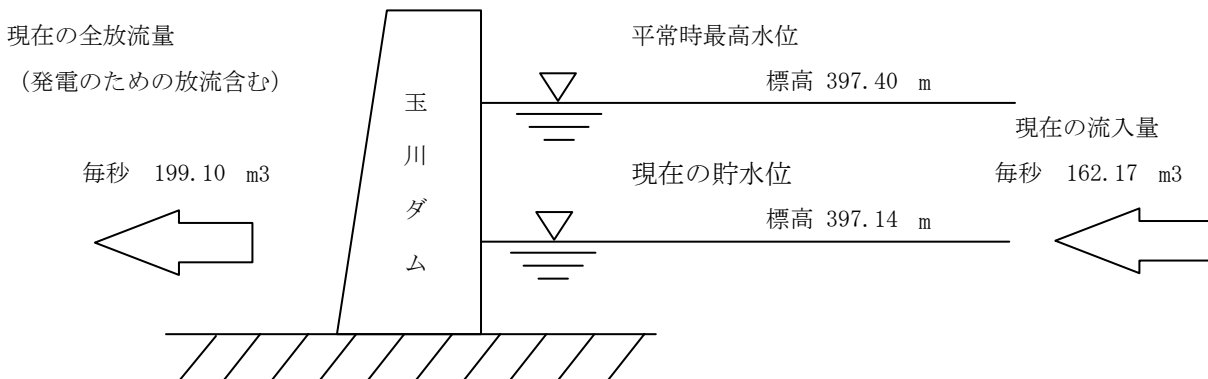 現在の全放流量
(発電のための放流含む)
毎秒 199.10 m3
玉川ダム
平常時最高水位
標高 397.40 m
現在の貯水位
標高 397.14 m
現在の流入量
毎秒 162.17 m3